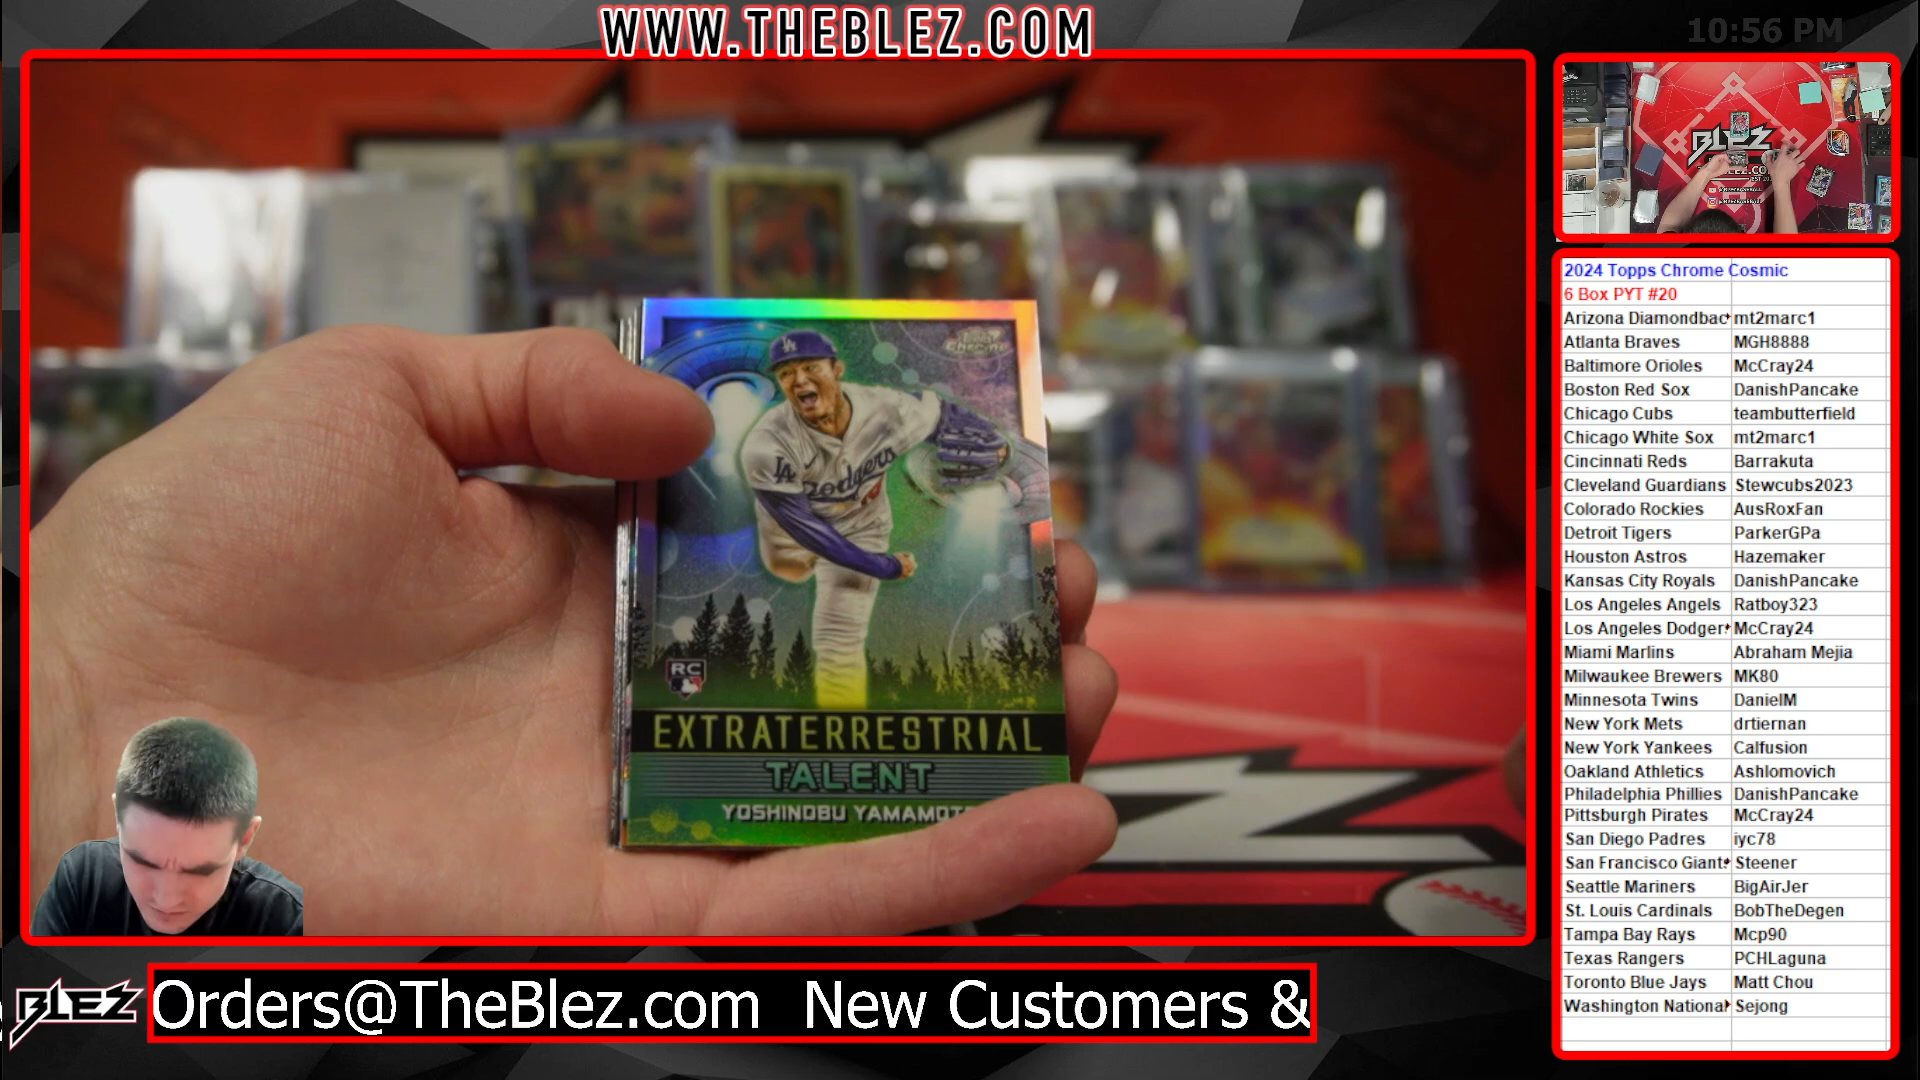 WWW.THEBLEZ.COM
10:56 PM
BLEZ
2024 Topps Chrome Cosmic
6 Box PYT #20
Arizona Diamondbac mt2marc1
Atlanta Braves MGH8888
Baltimore Orioles McCray24
Boston Red Sox DanishPancake
Chicago Cubs teambutterfield
Chicago White Sox mt2marc1
Cincinnati Reds Barrakuta
Cleveland Guardians Stewcubs2023
Colorado Rockies AusRoxFan
Detroit Tigers ParkerGPa
Houston Astros Hazemaker
Kansas City Royals DanishPancake
Los Angeles Angels Ratboy323
Los Angeles Dodger McCray24
Miami Marlins Abraham Mejia
Milwaukee Brewers MK80
Minnesota Twins DanielM
New York Mets drtiernan
New York Yankees Calfusion
Oakland Athletics Ashlomovich
Philadelphia Phillies DanishPancake
Pittsburgh Pirates McCray24
San Diego Padres iyc78
San Francisco Giant Steener
Seattle Mariners BigAirJer
St. Louis Cardinals BobTheDegen
Tampa Bay Rays Mcp90
Texas Rangers PCHLaguna
Toronto Blue Jays Matt Chou
Washington Nationa Sejong
Topps
Chrome
LA
LA Dodgers
RC
EXTRATERRESTRIAL
TALENT
YOSHINOBU YAMAMOT
BLEZ
Orders@TheBlez.com New Customers &